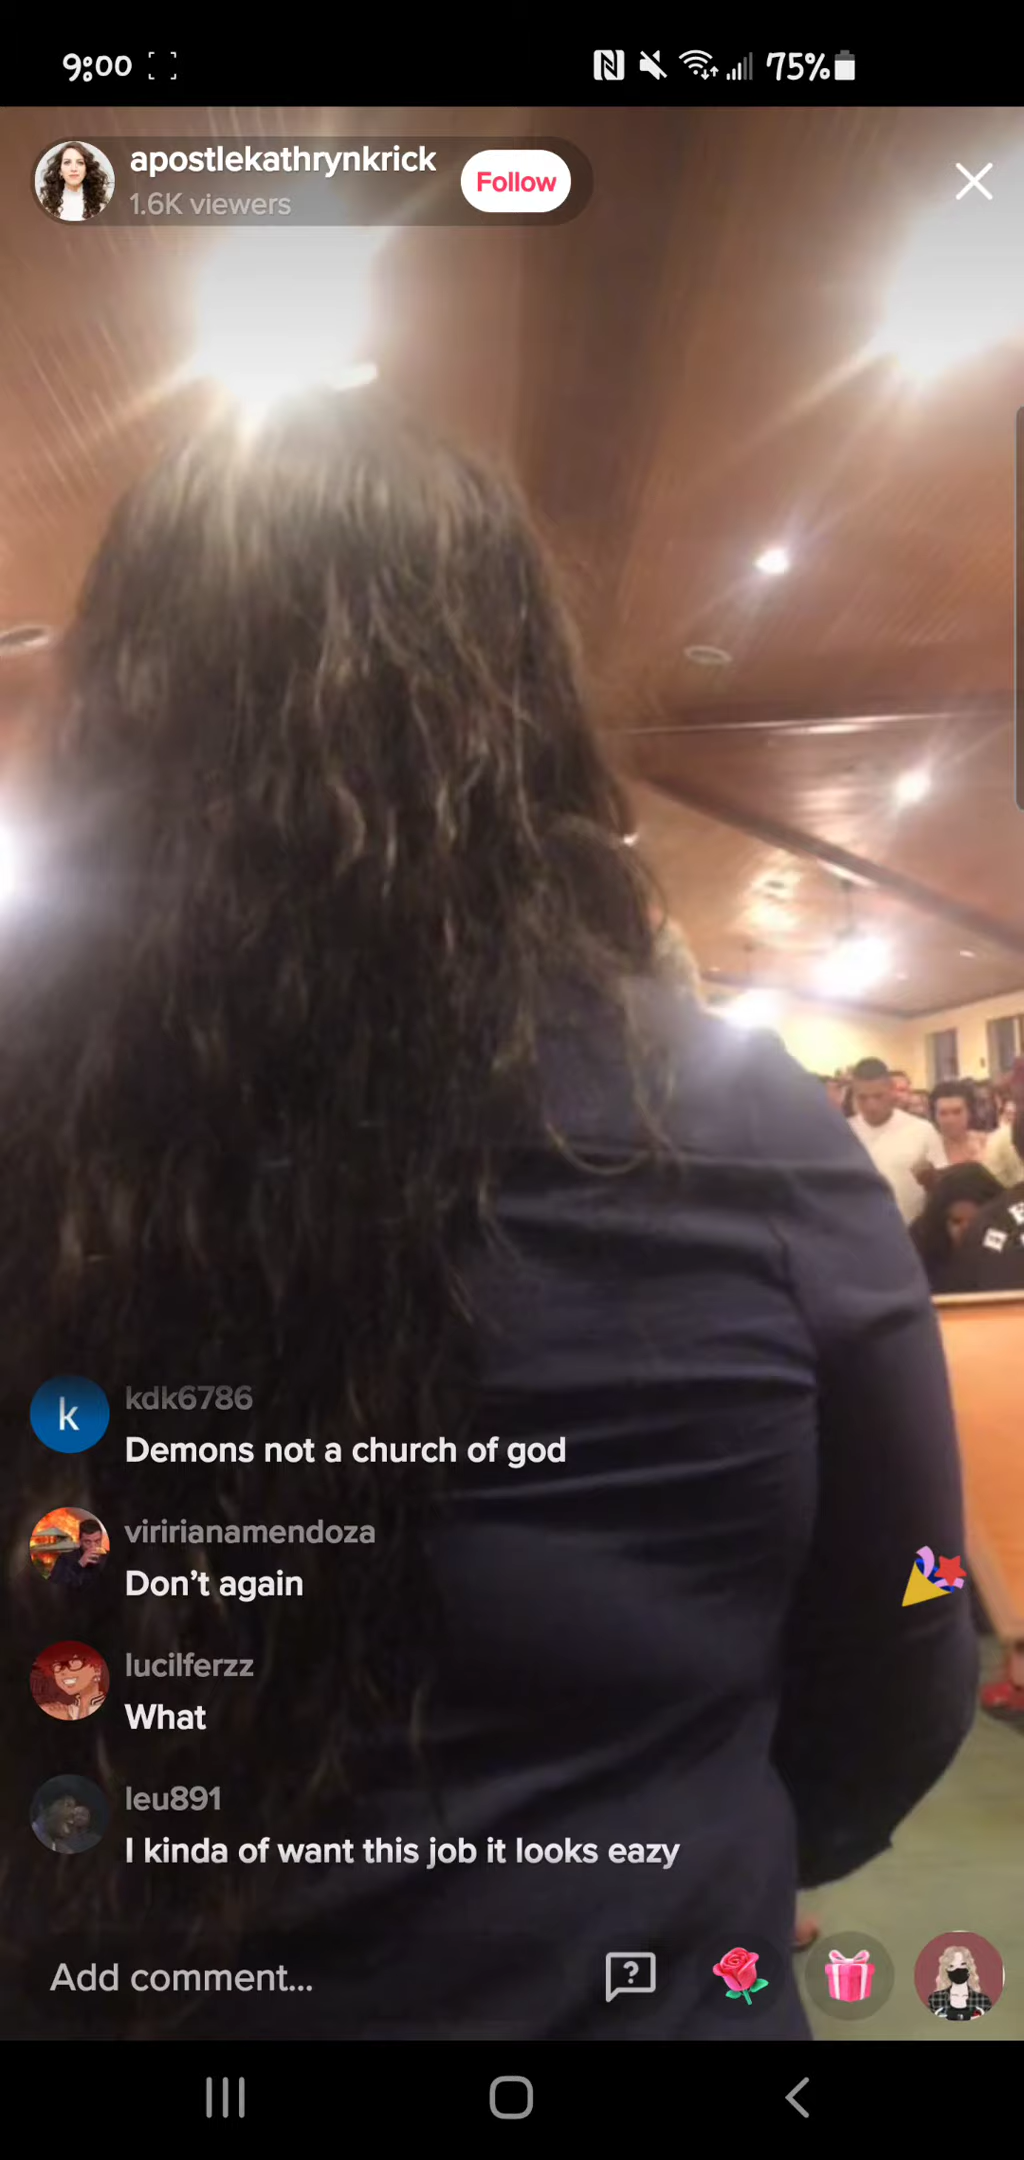 9:00
75%
apostlekathrynkrick
Follow
1.6K viewers
kdk6786
Demons not a church of god
viririanamendoza
Don't again
lucilferzz
What
leu891
I kinda of want this job it looks eazy
Add comment...